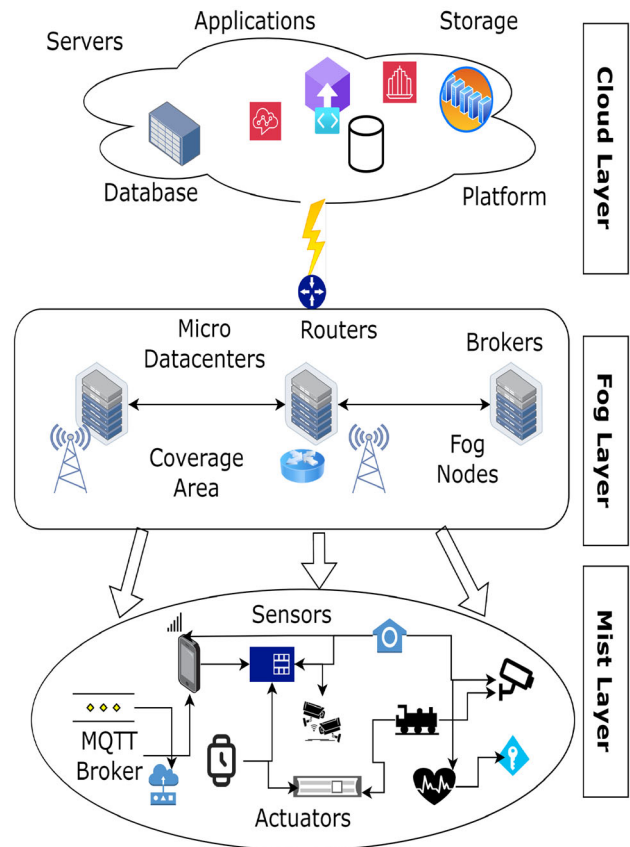 Servers
Applications
Storage
Database
Platform
Cloud Layer
Micro
Datacenters
Routers
Brokers
Coverage
Area
Fog
Nodes
Fog Layer
Sensors
MQTT
Broker
Actuators
Mist Layer